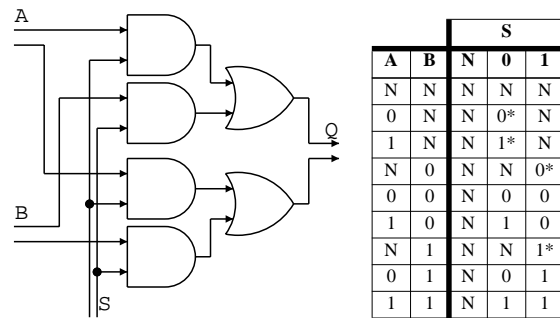 A
B
S
Q
S
A B N 0 1
N N N N N
0 N N 0* N
1 N N 1* N
N 0 N N 0*
0 0 N 0 0
1 0 N 1 0
N 1 N N 1*
0 1 N 0 1
1 1 N 1 1